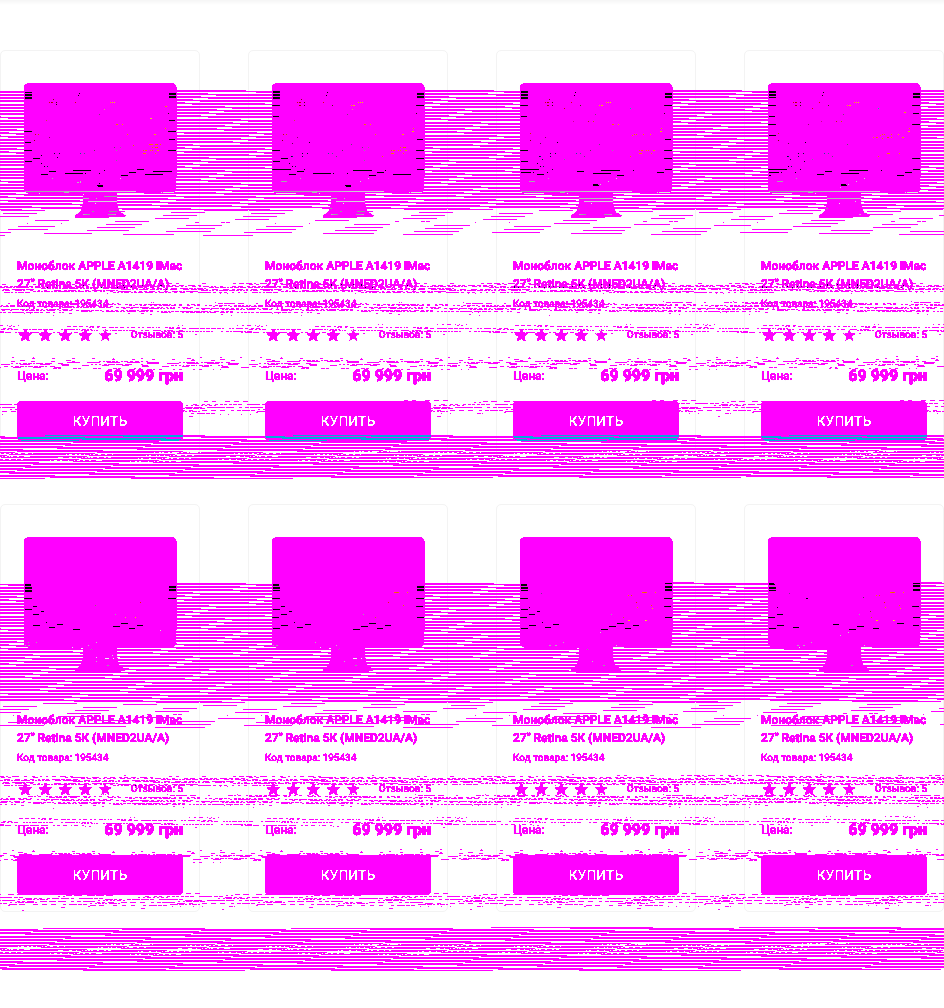 Моноблок APPLE A1419 iMac Моноблок APPLE A1419 iMac Моноблок APPLE A1419 iMac Моноблок APPLE A1419 iMac
27" Retina 5K (MNED2UA/A) 27" Retina 5K (MNED2UA/A) 27" Retina 5K (MNED2UA/A) 27" Retina 5K (MNED2UA/A)
Код товара: 195434 Код товара: 195434 Код товара: 195434 Код товара: 195434
Отзывов: 5 Отзывов: 5 Отзывов: 5 Отзывов: 5
Цена: 69 999 грн Цена: 69 999 грн Цена: 69 999 грн Цена: 69 999 грн
КУПИТЬ КУПИТЬ КУПИТЬ КУПИТЬ
Моноблок APPLE A1419 iMac Моноблок APPLE A1419 iMac Моноблок APPLE A1419 iMac Моноблок APPLE A1419 iMac
27" Retina 5K (MNED2UA/A) 27" Retina 5K (MNED2UA/A) 27" Retina 5K (MNED2UA/A) 27" Retina 5K (MNED2UA/A)
Код товара: 195434 Код товара: 195434 Код товара: 195434 Код товара: 195434
Отзывов: 5 Отзывов: 5 Отзывов: 5 Отзывов: 5
Цена: 69 999 грн Цена: 69 999 грн Цена: 69 999 грн Цена: 69 999 грн
КУПИТЬ КУПИТЬ КУПИТЬ КУПИТЬ